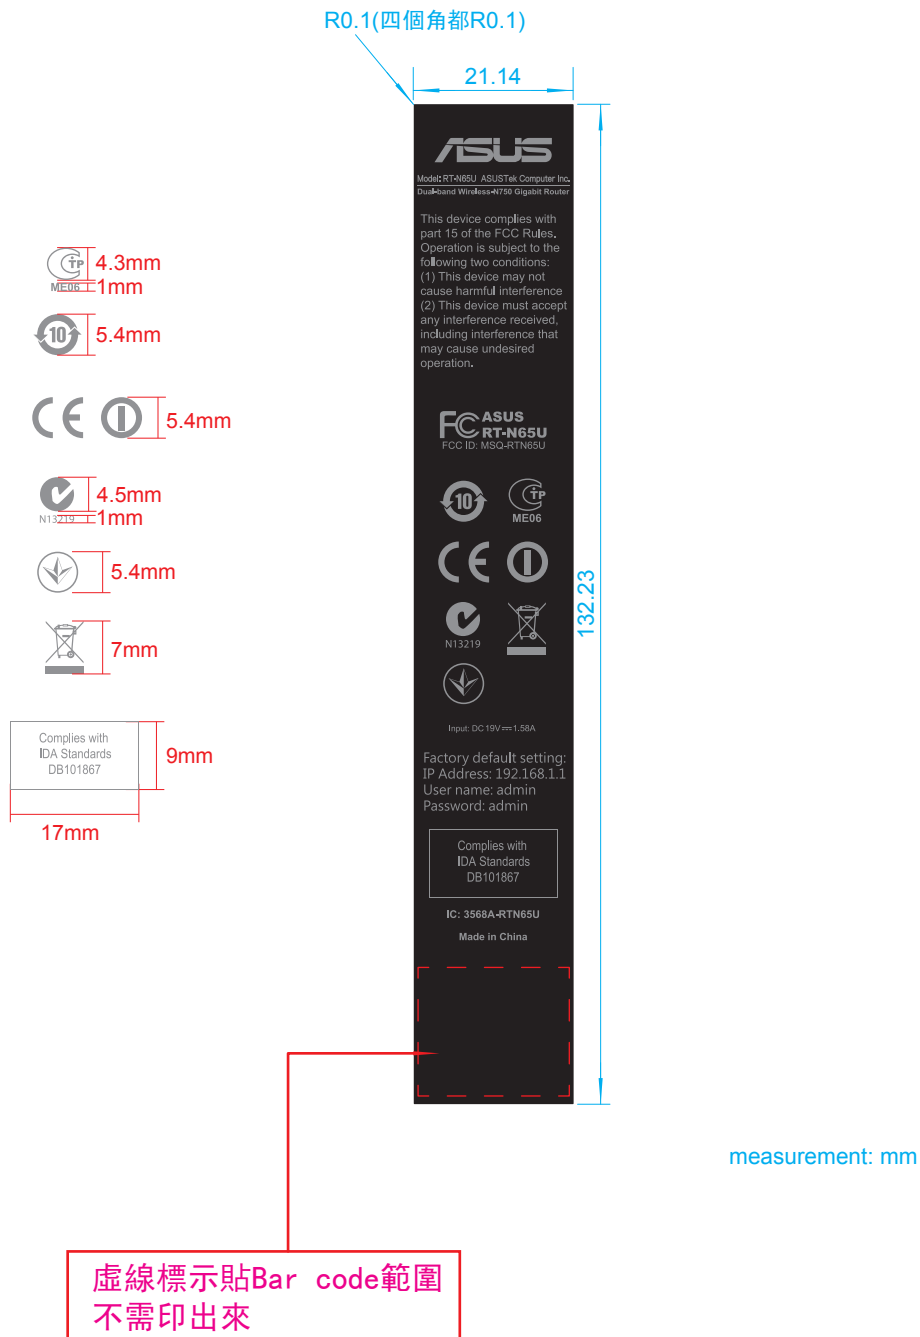 R0.1(四個角都R0.1)
21.14
ASUS
Model: RT-N65U ASUSTek Computer Inc.
Dual-band Wireless-N750 Gigabit Router
This device complies with
part 15 of the FCC Rules.
Operation is subject to the
following two conditions:
(1) This device may not
cause harmful interference
(2) This device must accept
any interference received,
including interference that
may cause undesired
operation.
FC ASUS
RT-N65U
FCC ID: MSQ-RTN65U
10
TP
ME06
CE
N13219
Input: DC 19V⎓1.58A
Factory default setting:
IP Address: 192.168.1.1
User name: admin
Password: admin
Complies with
IDA Standards
DB101867
IC: 3568A-RTN65U
Made in China
132.23
TP
4.3mm
ME06
1mm
10
5.4mm
CE
5.4mm
4.5mm
N13219
1mm
5.4mm
7mm
Complies with
IDA Standards
DB101867
9mm
17mm
measurement: mm
虛線標示貼Bar code範圍
不需印出來